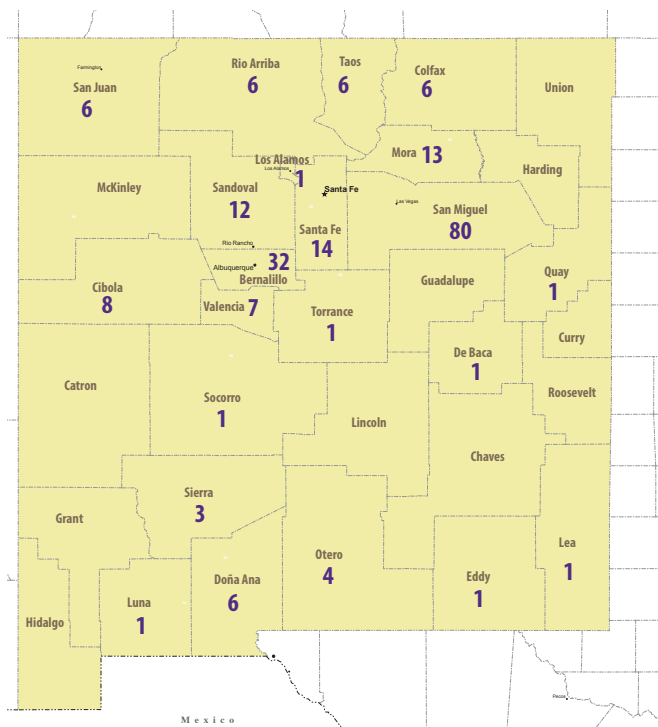 Farmington
San Juan
6
Rio Arriba
6
Taos
6
Colfax
6
Union
Mora 13
Harding
Los Alamos
Los Alamos
1
McKinley
Sandoval
12
Santa Fe
Santa Fe
14
Las Vegas
San Miguel
80
Rio Rancho
Albuquerque
32
Bernalillo
Cibola
8
Valencia 7
Torrance
1
Guadalupe
Quay
1
De Baca
1
Curry
Roosevelt
Catron
Socorro
1
Lincoln
Chaves
Sierra
3
Grant
Otero
4
Lea
1
Eddy
1
Doña Ana
6
Luna
1
Hidalgo
Pecos
Mexico